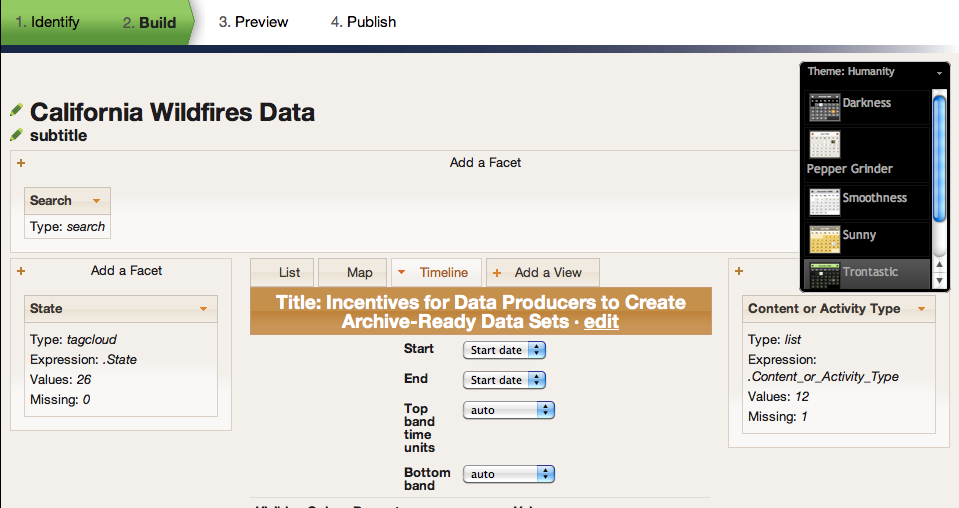 1. Identify 2. Build 3. Preview 4. Publish
Theme: Humanity
Darkness
Pepper Grinder
Smoothness
Sunny
Trontastic
California Wildfires Data
subtitle
Add a Facet
Search
Type: search
Add a Facet
State
Type: tagcloud
Expression: .State
Values: 26
Missing: 0
List Map Timeline Add a View
Title: Incentives for Data Producers to Create
Archive-Ready Data Sets · edit
Start Start date
End Start date
Top auto
band
time
units
Bottom auto
band
Content or Activity Type
Type: list
Expression:
.Content_or_Activity_Type
Values: 12
Missing: 1